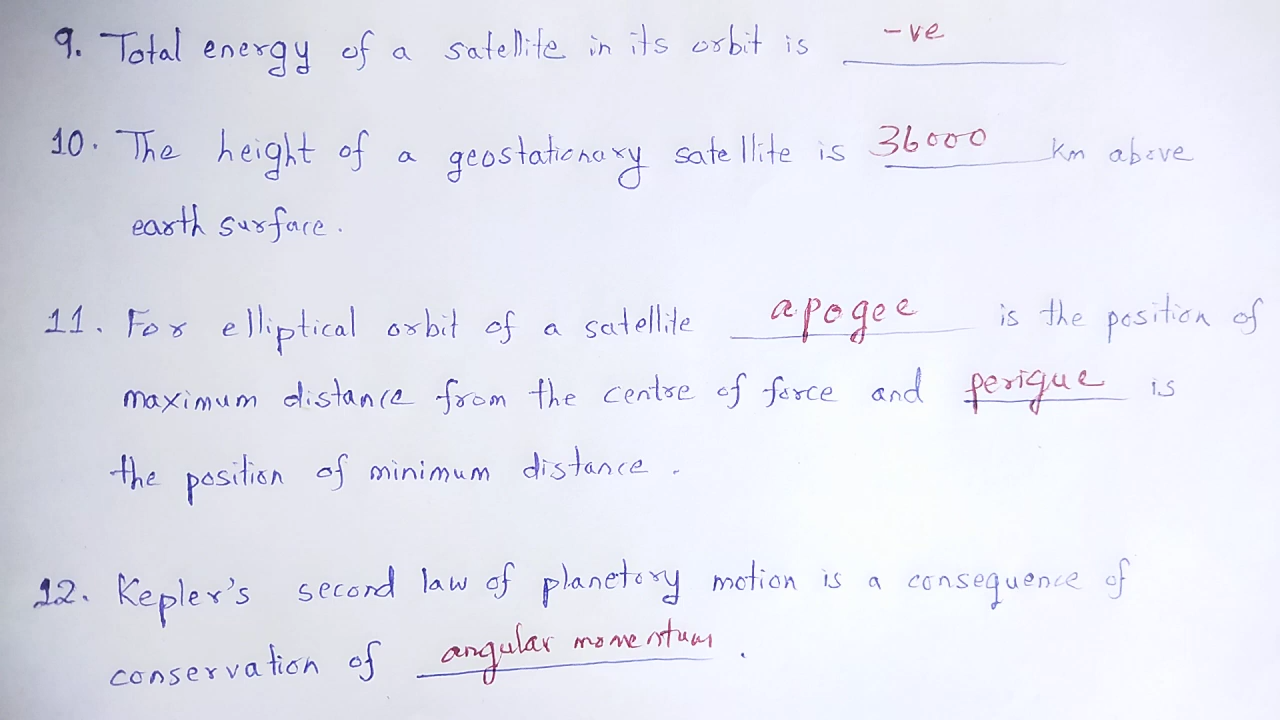 9. Total energy of a satellite in its orbit is -ve
10. The height of a geostationary satellite is 36000 km above
earth surface.
11. For elliptical orbit of a satellite apogee is the position of
maximum distance from the centre of force and perigue is
the position of minimum distance.
12. Kepler's second law of planetory motion is a consequence of
conservation of angular momentum.